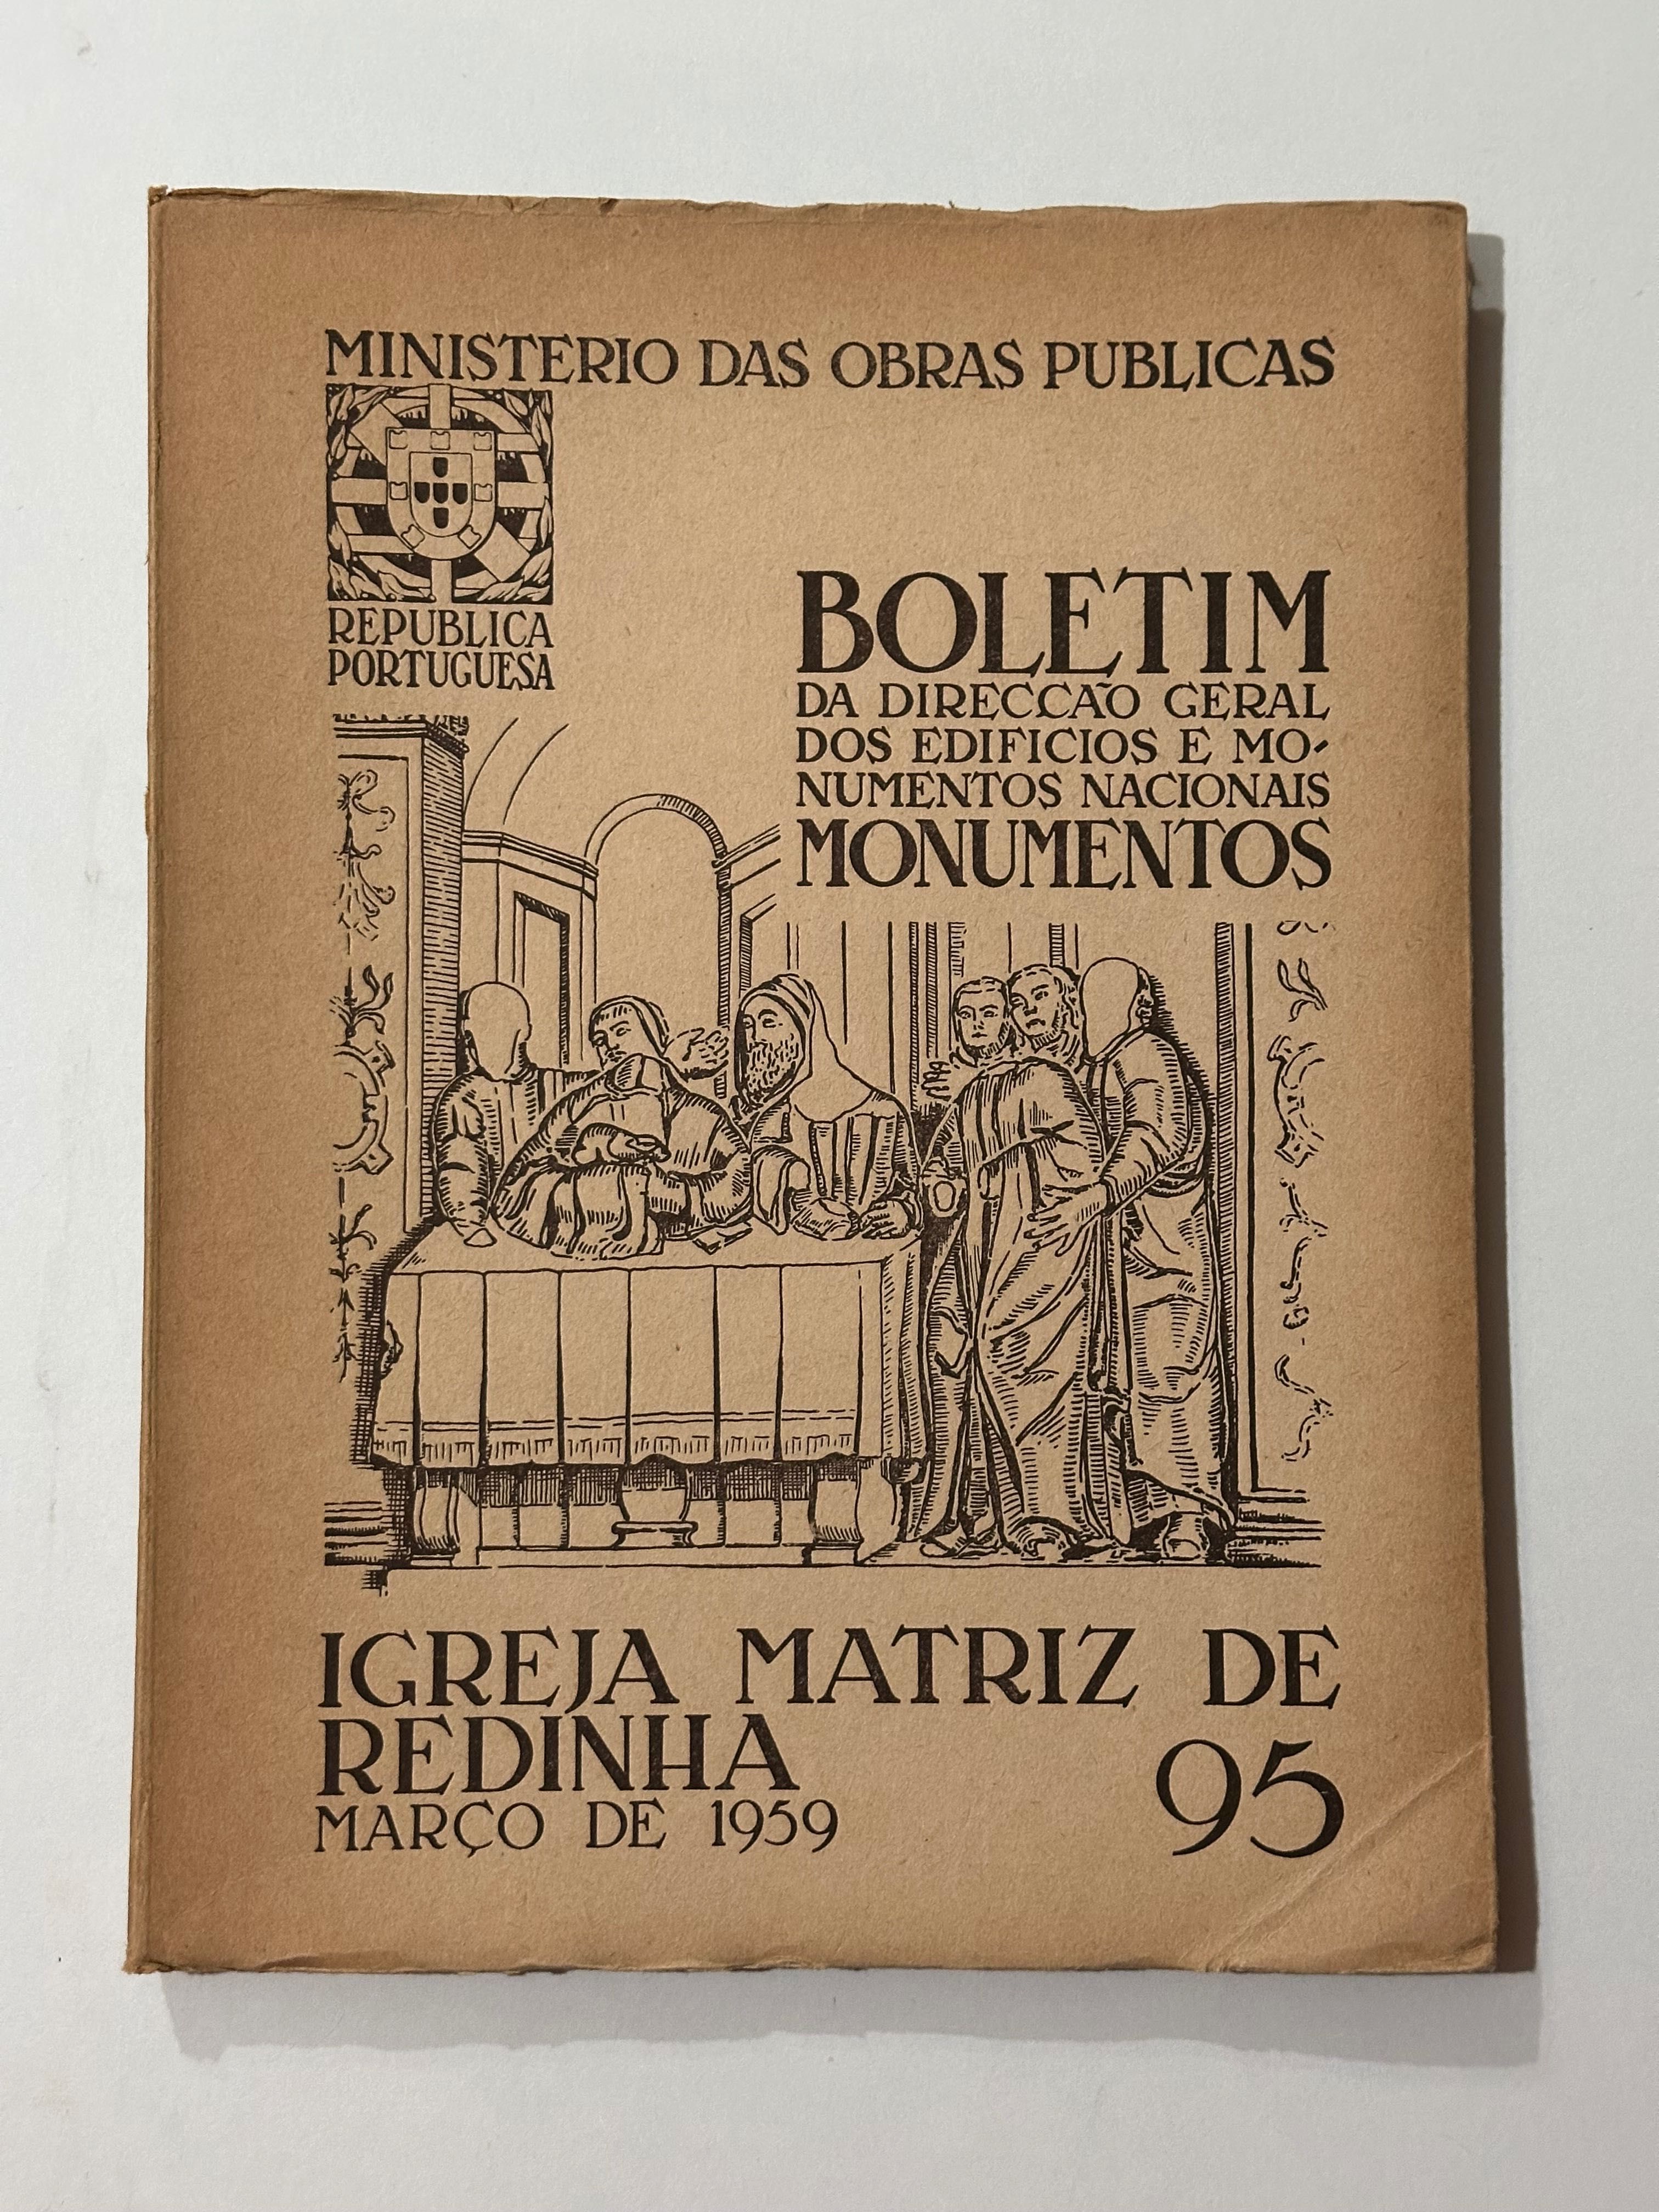 MINISTERIO DAS OBRAS PUBLICAS
REPUBLICA
PORTUGUESA
BOLETIM
DA DIRECCÃO GERAL
DOS EDIFICIOS E MO-
NUMENTOS NACIONAIS
MONUMENTOS
IGREJA MATRIZ DE
REDINHA
MARÇO DE 1959
95